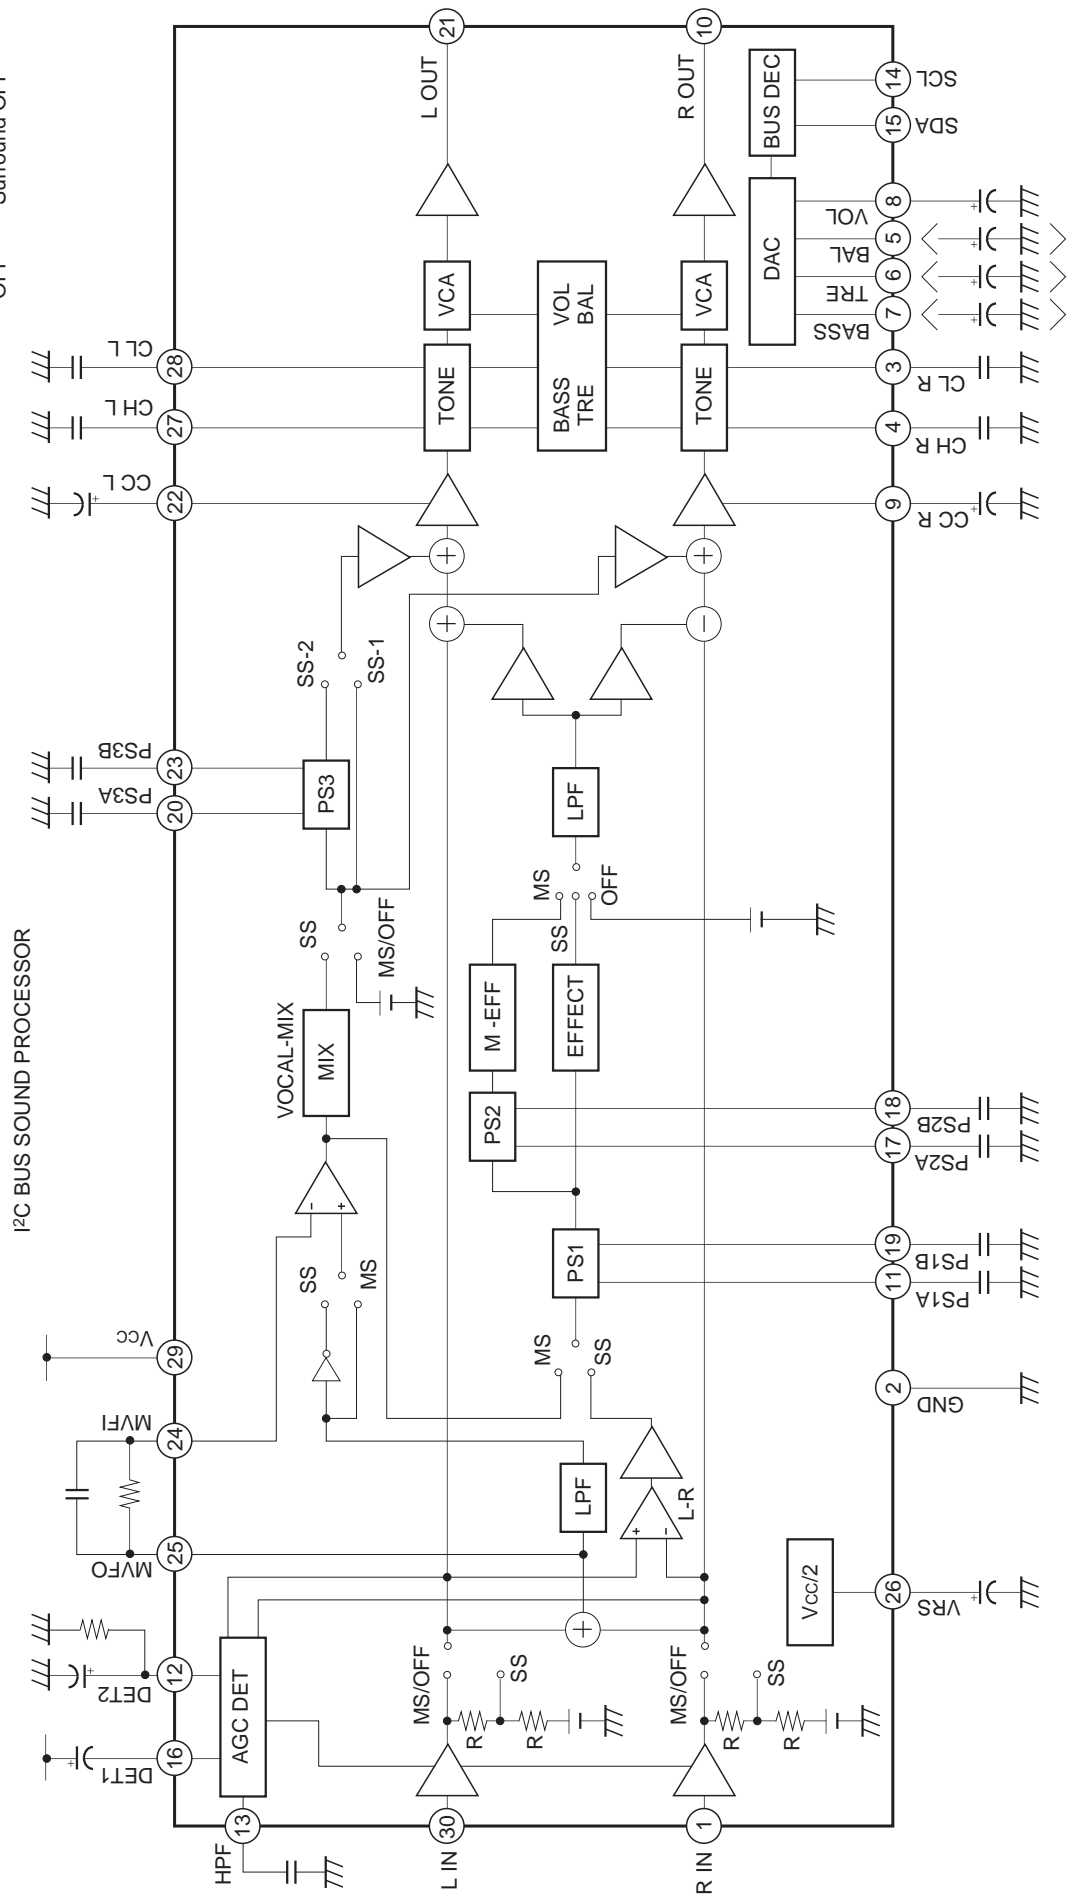 Surround OFF
OFF
I²C BUS SOUND PROCESSOR
21
L OUT
10
R OUT
BUS DEC
14
SCL
15
SDA
DAC
VOL
8
BAL
5
TRE
6
BASS
7
VCA
VOL
BAL
VCA
CL L
28
TONE
BASS
TRE
TONE
3
CL R
CH L
27
4
CH R
CC L
22
9
CC R
+
+
+
−
SS-2
SS-1
PS3B
23
PS3A
20
PS3
LPF
MS
SS
OFF
SS
MS/OFF
VOCAL-MIX
MIX
M -EFF
EFFECT
PS2
18
PS2B
17
PS2A
− +
SS
MS
PS1
19
PS1B
11
PS1A
MS
SS
Vcc
29
2
GND
MVFI
24
MVFO
25
LPF
L-R
+ −
Vcc/2
26
VRS
+
DET2
12
DET1
16
AGC DET
MS/OFF
SS
R
R
MS/OFF
SS
R
R
HPF
13
L IN
30
R IN
1